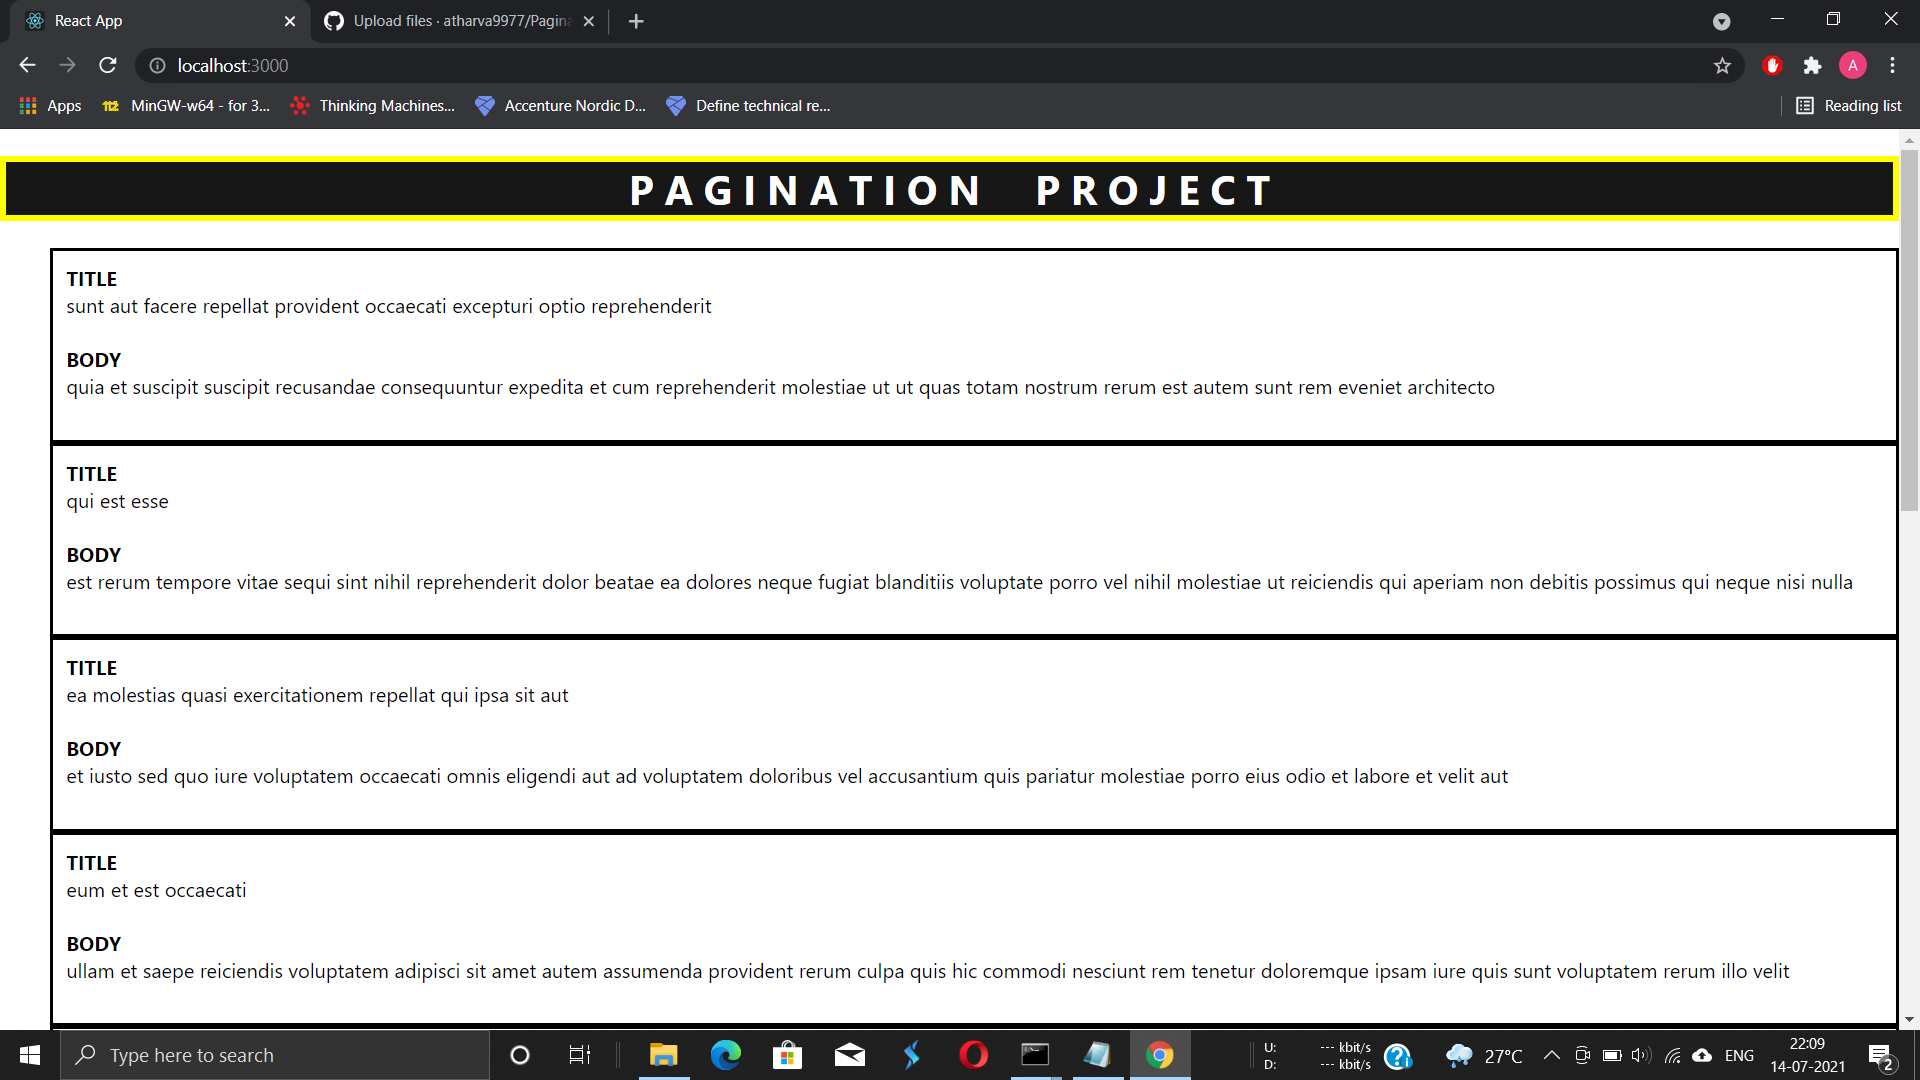 React App
Upload files · atharva9977/Pagina
localhost:3000
A
Apps
MinGW-w64 - for 3...
Thinking Machines...
Accenture Nordic D...
Define technical re...
Reading list
PAGINATION PROJECT
TITLE
sunt aut facere repellat provident occaecati excepturi optio reprehenderit
BODY
quia et suscipit suscipit recusandae consequuntur expedita et cum reprehenderit molestiae ut ut quas totam nostrum rerum est autem sunt rem eveniet architecto
TITLE
qui est esse
BODY
est rerum tempore vitae sequi sint nihil reprehenderit dolor beatae ea dolores neque fugiat blanditiis voluptate porro vel nihil molestiae ut reiciendis qui aperiam non debitis possimus qui neque nisi nulla
TITLE
ea molestias quasi exercitationem repellat qui ipsa sit aut
BODY
et iusto sed quo iure voluptatem occaecati omnis eligendi aut ad voluptatem doloribus vel accusantium quis pariatur molestiae porro eius odio et labore et velit aut
TITLE
eum et est occaecati
BODY
ullam et saepe reiciendis voluptatem adipisci sit amet autem assumenda provident rerum culpa quis hic commodi nesciunt rem tenetur doloremque ipsam iure quis sunt voluptatem rerum illo velit
Type here to search
U: --- kbit/s
D: --- kbit/s
27°C
ENG
22:09
14-07-2021
2